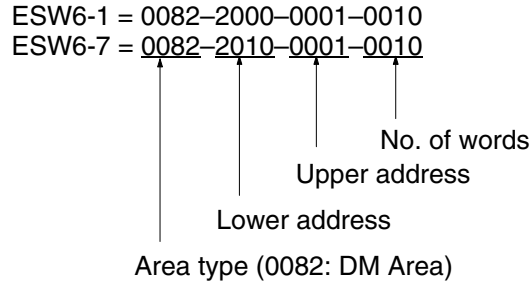 ESW6-1 = 0082–2000–0001–0010
ESW6-7 = 0082–2010–0001–0010
No. of words
Upper address
Lower address
Area type (0082: DM Area)